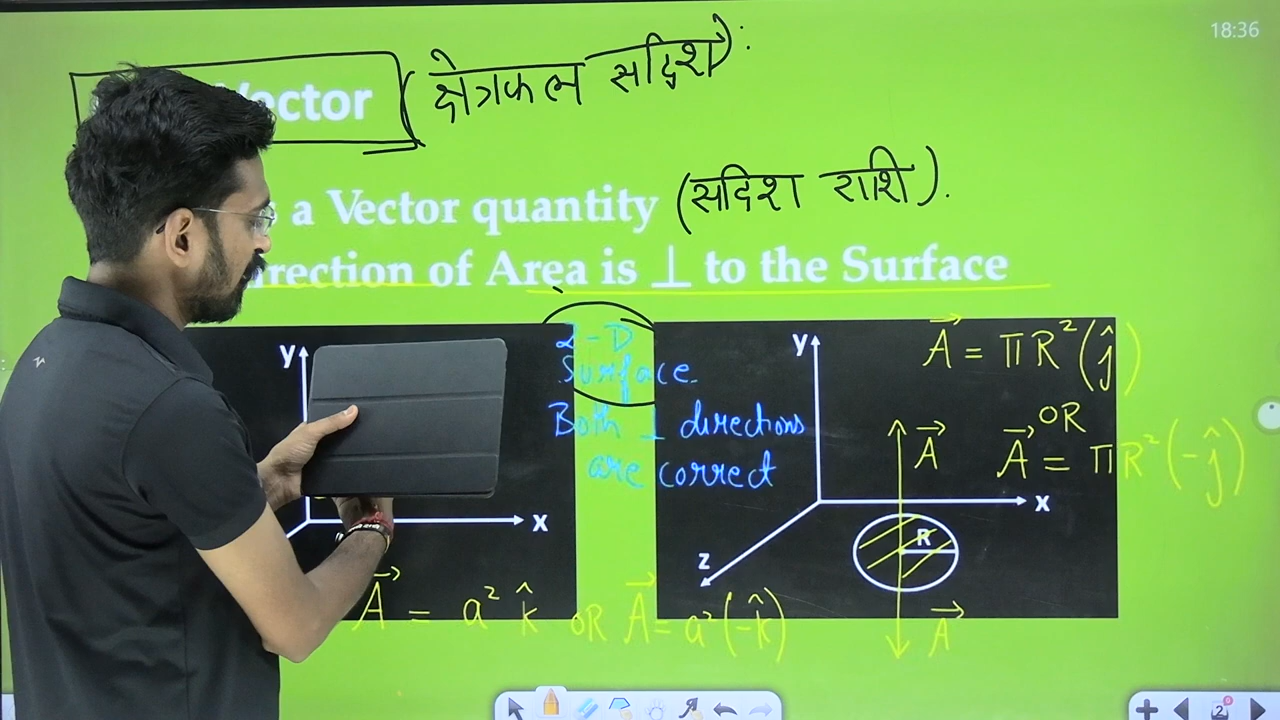 18:36
Vector (क्षेत्रफल सदिश):
a Vector quantity (सदिश राशि).
of Area is ⊥ to the Surface
2-D
Surface
Both ⊥ directions
are correct
y
x
A⃗ = a² k̂ OR A⃗ = a² (-k̂)
y
x
z
R
A⃗
A⃗
A⃗ = πR² (ĵ)
OR
A⃗ = πR² (-ĵ)
2